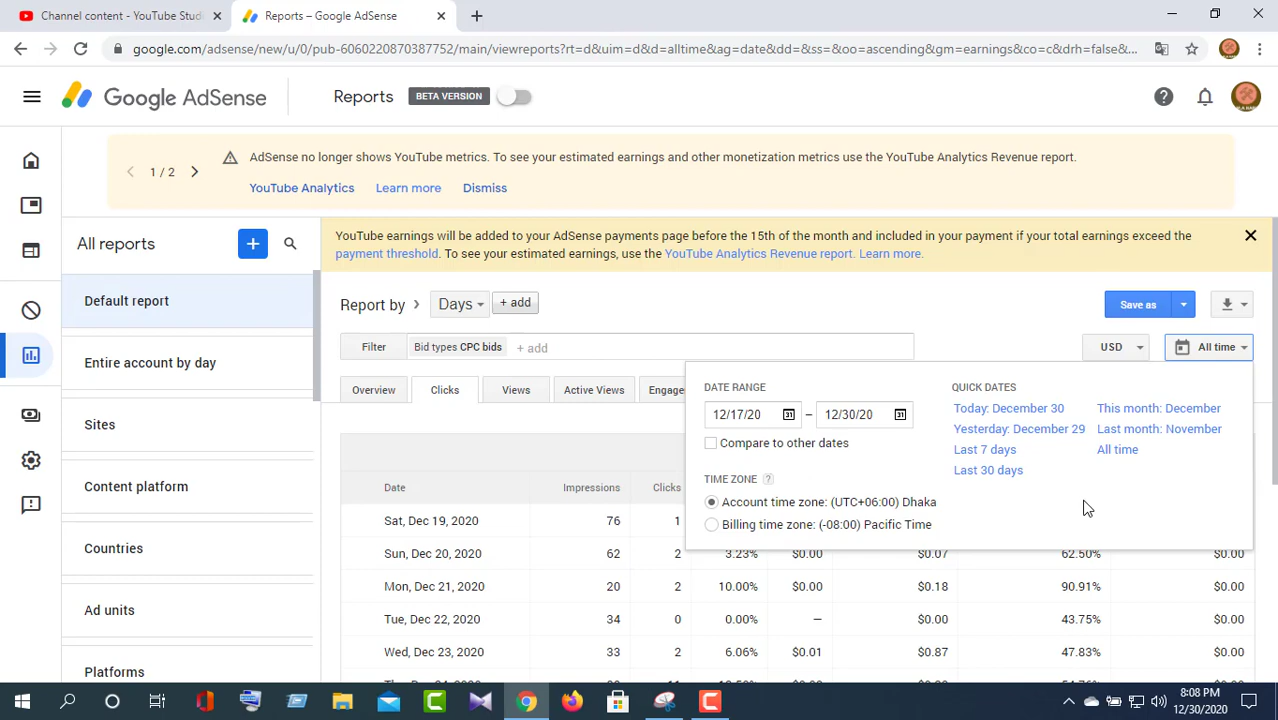 Channel content - YouTube Studi
Reports – Google AdSense
google.com/adsense/new/u/0/pub-6060220870387752/main/viewreports?rt=d&uim=d&d=alltime&ag=date&dd=&ss=&oo=ascending&gm=earnings&co=c&drh=false&...
Google AdSense
Reports
BETA VERSION
1 / 2
AdSense no longer shows YouTube metrics. To see your estimated earnings and other monetization metrics use the YouTube Analytics Revenue report.
YouTube Analytics Learn more Dismiss
All reports
Default report
Entire account by day
Sites
Content platform
Countries
Ad units
Platforms
YouTube earnings will be added to your AdSense payments page before the 15th of the month and included in your payment if your total earnings exceed the
payment threshold. To see your estimated earnings, use the YouTube Analytics Revenue report. Learn more.
Report by Days + add
Save as
Filter Bid types CPC bids + add
USD All time
Overview Clicks Views Active Views Engage
DATE RANGE
12/17/20 – 12/30/20
Compare to other dates
TIME ZONE ?
Account time zone: (UTC+06:00) Dhaka
Billing time zone: (-08:00) Pacific Time
QUICK DATES
Today: December 30 This month: December
Yesterday: December 29 Last month: November
Last 7 days All time
Last 30 days
Date Impressions Clicks
Sat, Dec 19, 2020 76 1
Sun, Dec 20, 2020 62 2 3.23% $0.00 $0.07 62.50% $0.00
Mon, Dec 21, 2020 20 2 10.00% $0.00 $0.18 90.91% $0.00
Tue, Dec 22, 2020 34 0 0.00% — $0.00 43.75% $0.00
Wed, Dec 23, 2020 33 2 6.06% $0.01 $0.87 47.83% $0.00
8:08 PM
12/30/2020